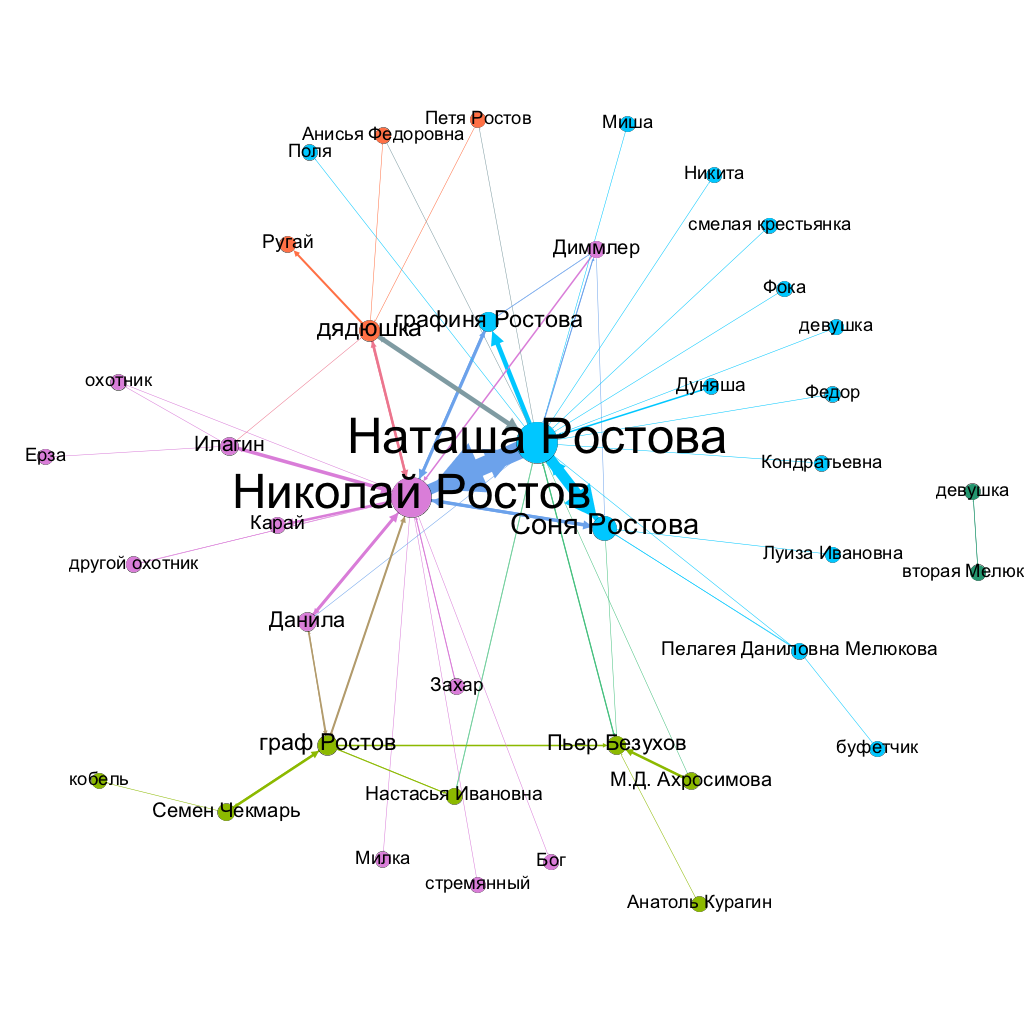 Петя Ростов
Миша
Анисья Федоровна
Поля
Никита
смелая крестьянка
Ругай
Диммлер
Фока
графиня Ростова
девушка
дядюшка
охотник
Дуняша
Федор
Наташа Ростова
Илагин
Ерза
Кондратьевна
Николай Ростов
девушка
Карай
Соня Ростова
Луиза Ивановна
другой охотник
вторая Мелюк
Данила
Пелагея Даниловна Мелюкова
Захар
граф Ростов
Пьер Безухов
буфетчик
кобель
М.Д. Ахросимова
Настасья Ивановна
Семен Чекмарь
Милка
Бог
стремянный
Анатоль Курагин